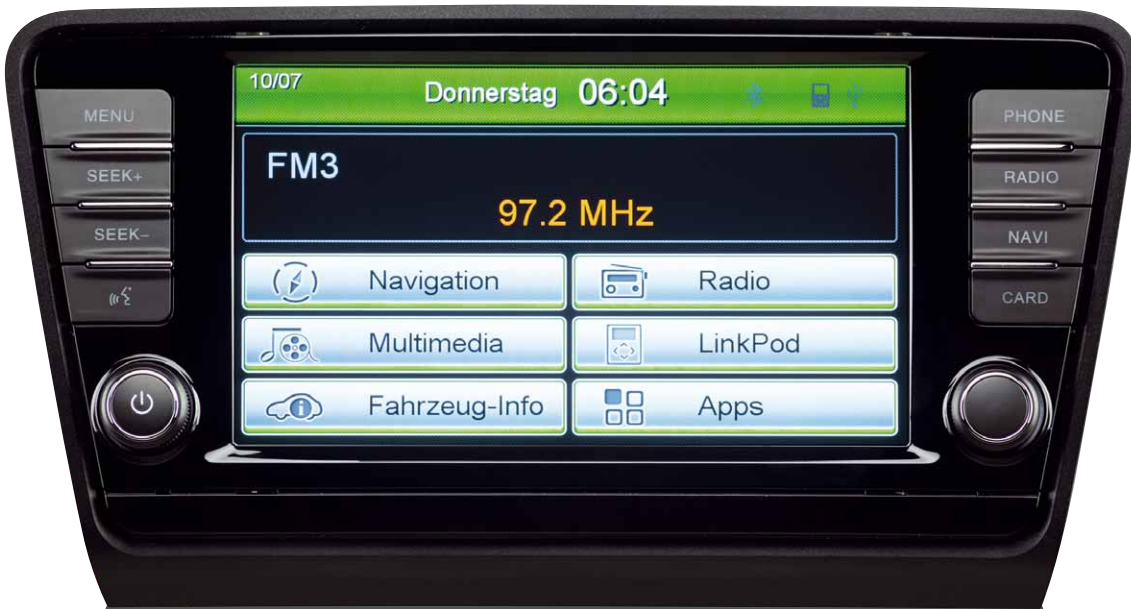 10/07 Donnerstag 06:04
MENU
SEEK+
SEEK–
FM3
97.2 MHz
Navigation
Radio
Multimedia
LinkPod
Fahrzeug-Info
Apps
PHONE
RADIO
NAVI
CARD